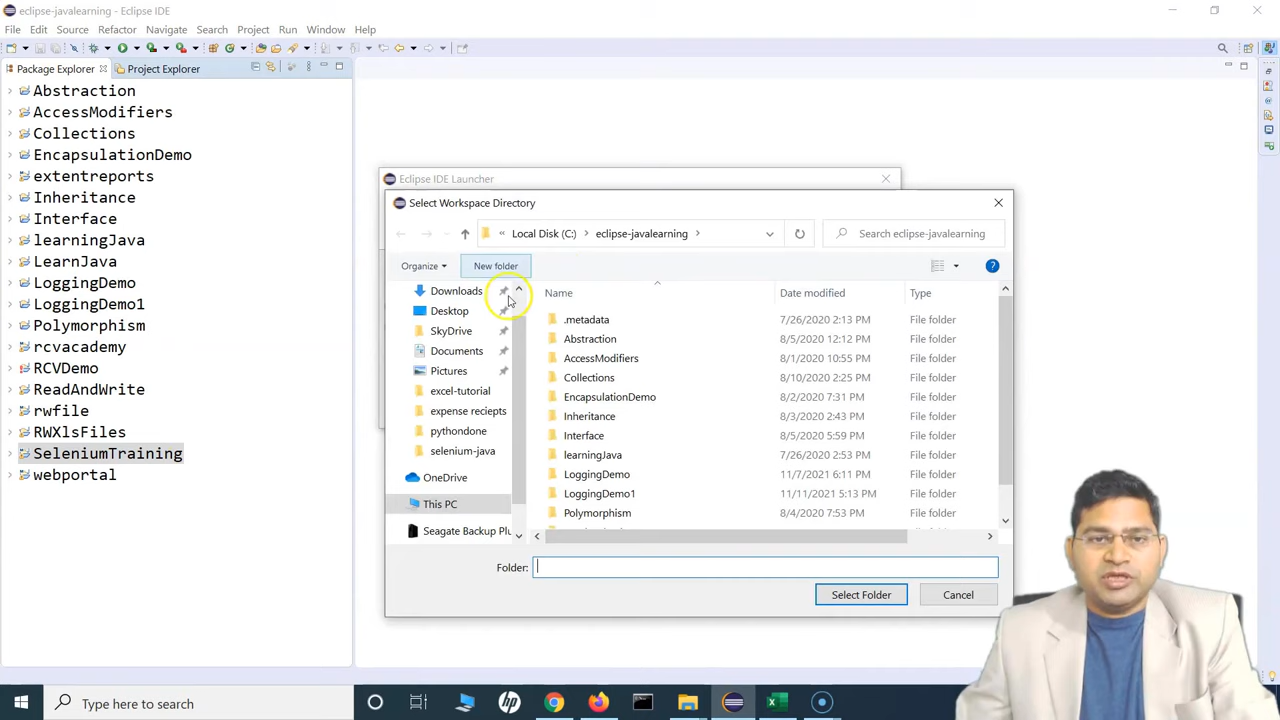 eclipse-javalearning - Eclipse IDE
File Edit Source Refactor Navigate Search Project Run Window Help
Package Explorer Project Explorer
Abstraction
AccessModifiers
Collections
EncapsulationDemo
extentreports
Inheritance
Interface
learningJava
LearnJava
LoggingDemo
LoggingDemo1
Polymorphism
rcvacademy
RCVDemo
ReadAndWrite
rwfile
RWXlsFiles
SeleniumTraining
webportal
Eclipse IDE Launcher
Select Workspace Directory
« Local Disk (C:) › eclipse-javalearning ›
Search eclipse-javalearning
Organize New folder
Downloads
Desktop
SkyDrive
Documents
Pictures
excel-tutorial
expense reciepts
pythondone
selenium-java
OneDrive
This PC
Seagate Backup Plu
Name Date modified Type
.metadata 7/26/2020 2:13 PM File folder
Abstraction 8/5/2020 12:12 PM File folder
AccessModifiers 8/1/2020 10:55 PM File folder
Collections 8/10/2020 2:25 PM File folder
EncapsulationDemo 8/2/2020 7:31 PM File folder
Inheritance 8/3/2020 2:43 PM File folder
Interface 8/5/2020 5:59 PM File folder
learningJava 7/26/2020 2:53 PM File folder
LoggingDemo 11/7/2021 6:11 PM File folder
LoggingDemo1 11/11/2021 5:13 PM File folder
Polymorphism 8/4/2020 7:53 PM File folder
Folder:
Select Folder Cancel
Type here to search